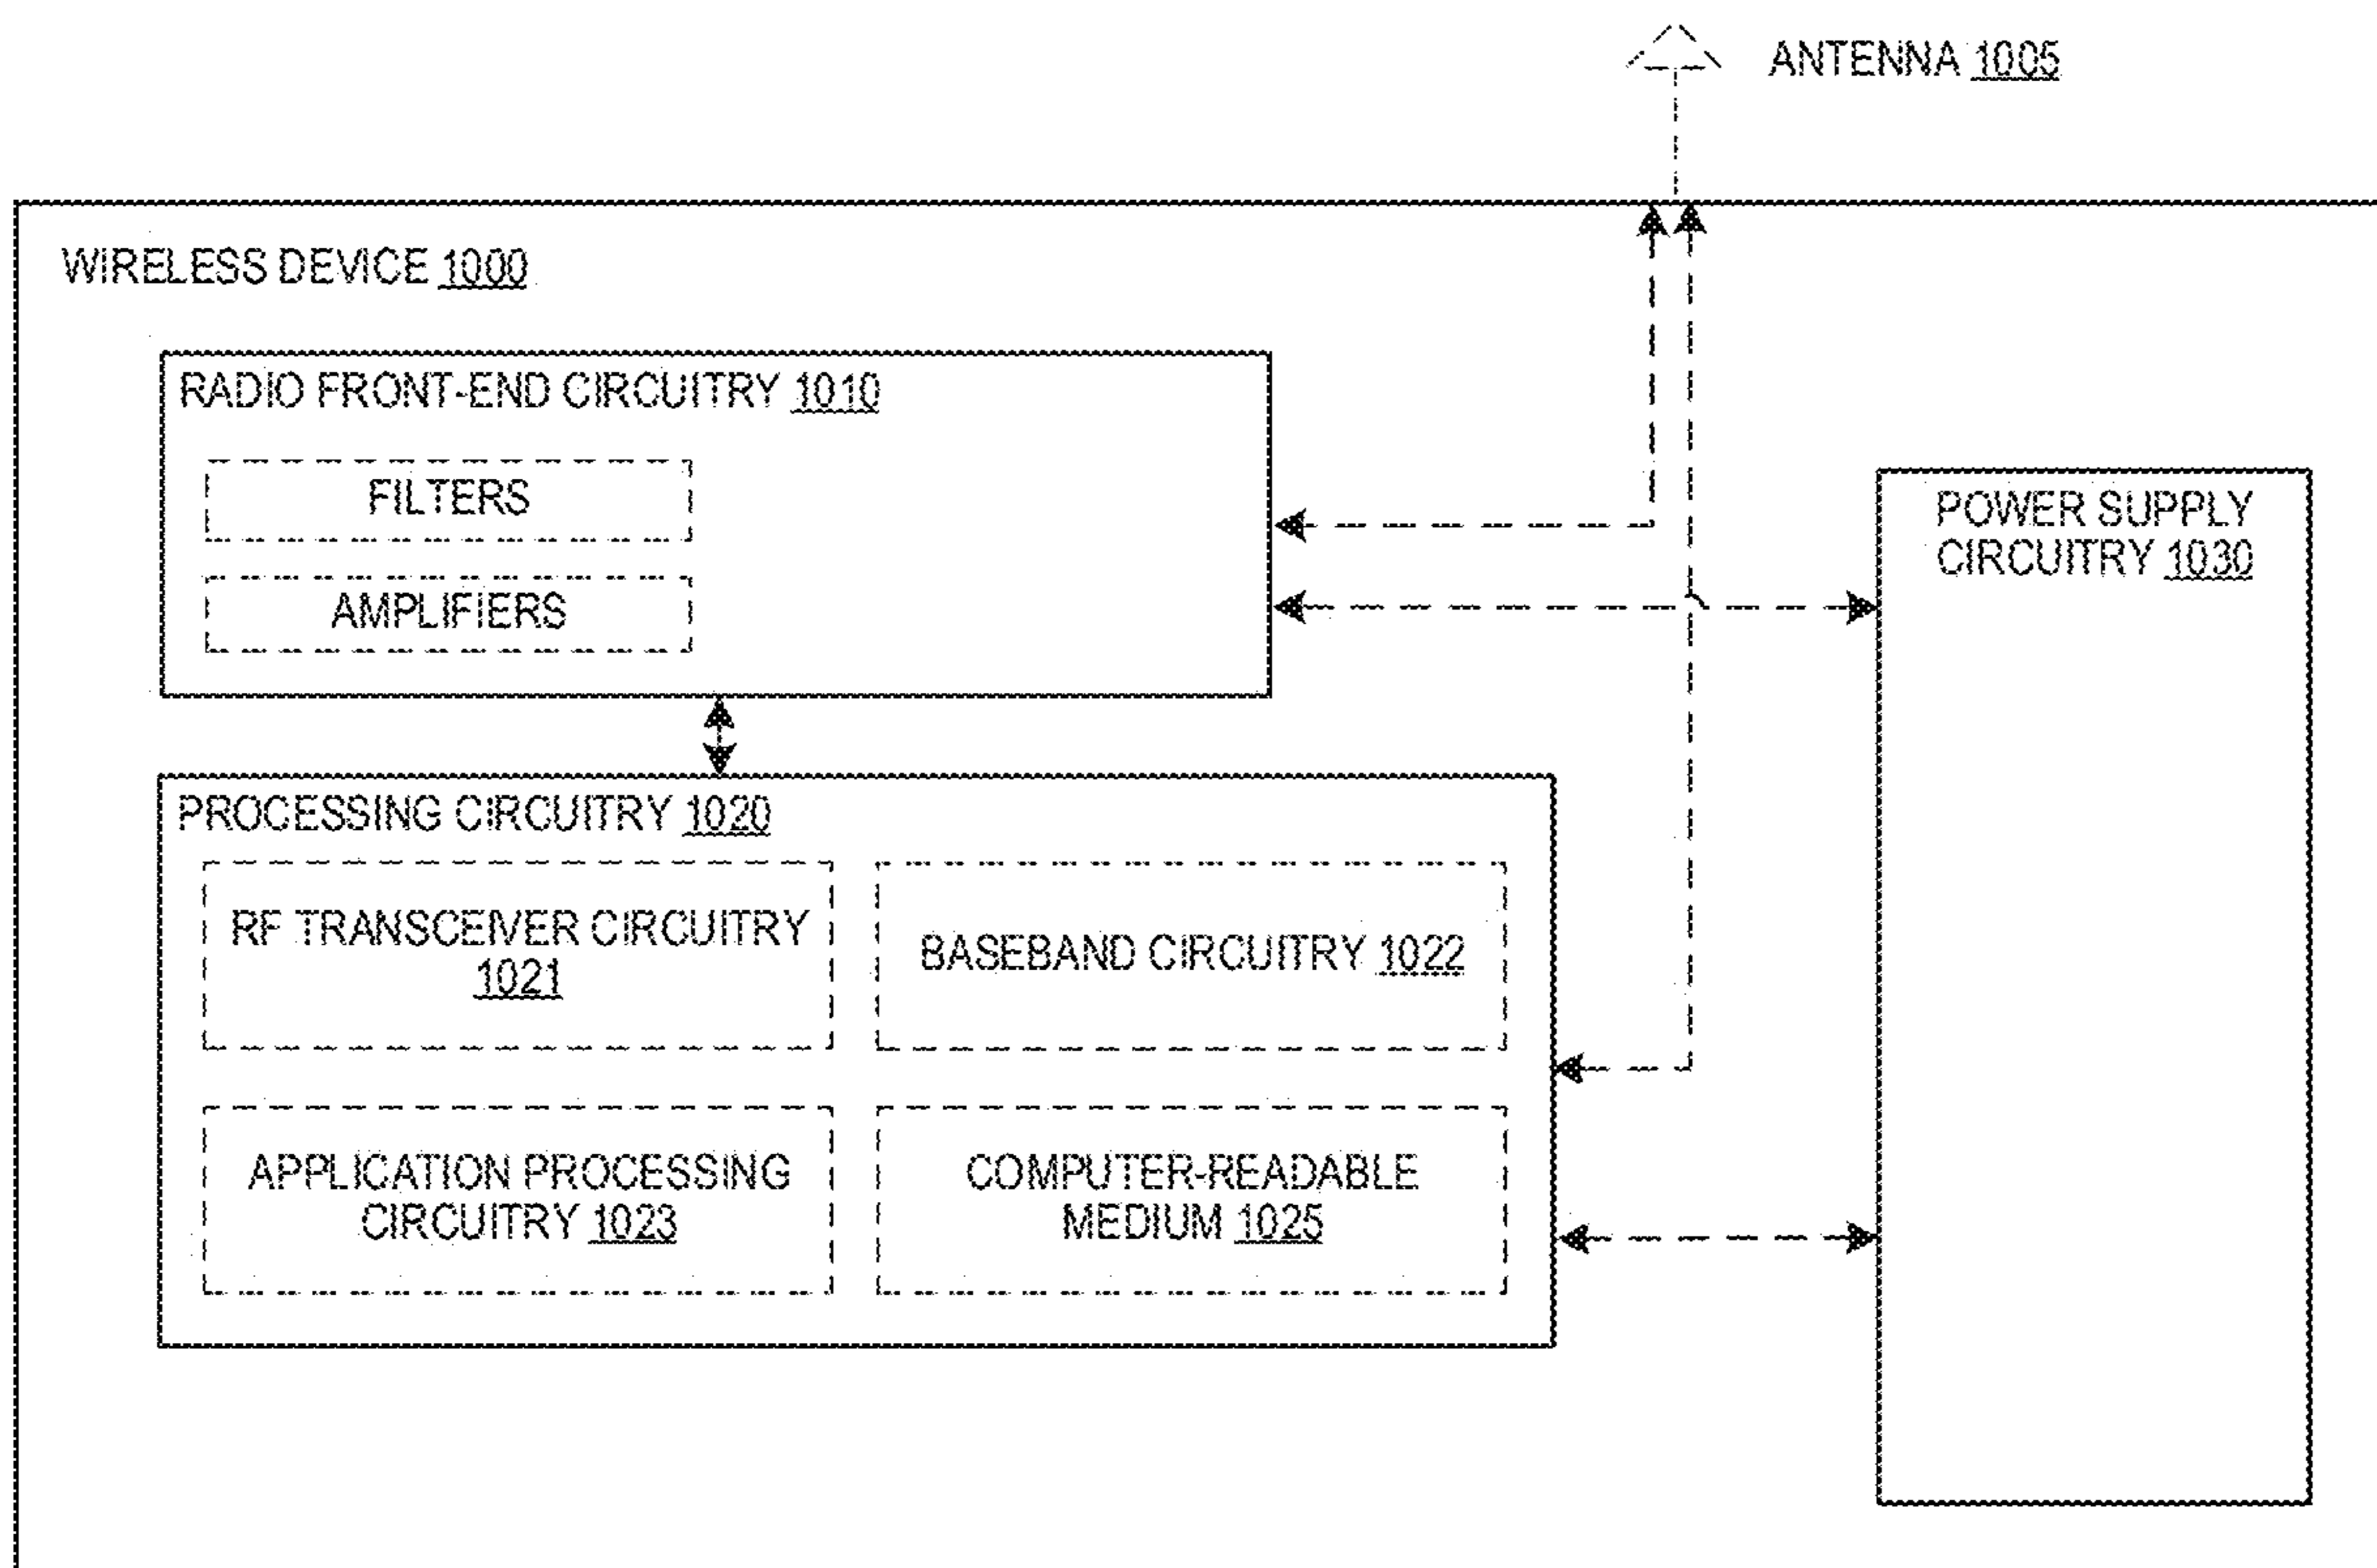 ANTENNA 1005
WIRELESS DEVICE 1000
RADIO FRONT-END CIRCUITRY 1010
FILTERS
AMPLIFIERS
POWER SUPPLY
CIRCUITRY 1030
PROCESSING CIRCUITRY 1020
RF TRANSCEIVER CIRCUITRY
1021
BASEBAND CIRCUITRY 1022
APPLICATION PROCESSING
CIRCUITRY 1023
COMPUTER-READABLE
MEDIUM 1025